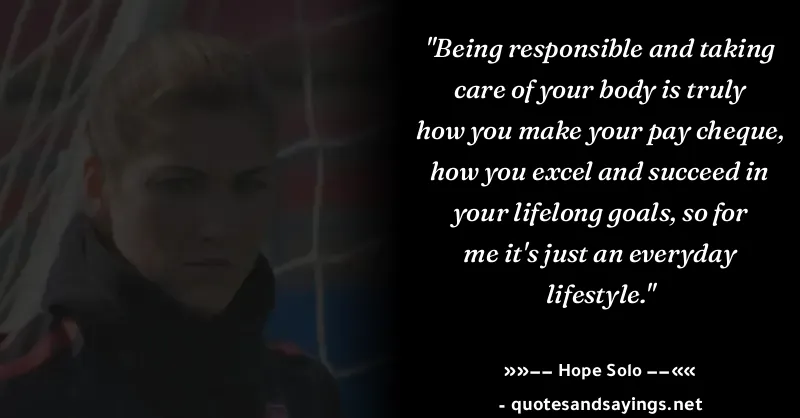 "Being responsible and taking
care of your body is truly
how you make your pay cheque,
how you excel and succeed in
your lifelong goals, so for
me it's just an everyday
lifestyle."
»»−− Hope Solo −−««
- quotesandsayings.net